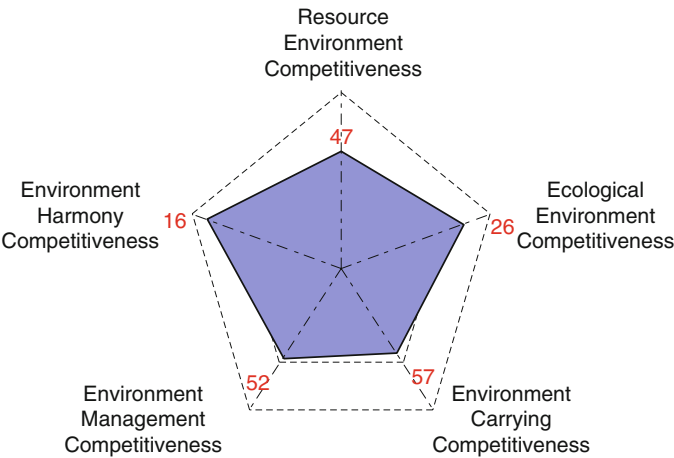 Resource
Environment
Competitiveness
47
Environment
Harmony
Competitiveness
16
Ecological
Environment
Competitiveness
26
52
57
Environment
Management
Competitiveness
Environment
Carrying
Competitiveness